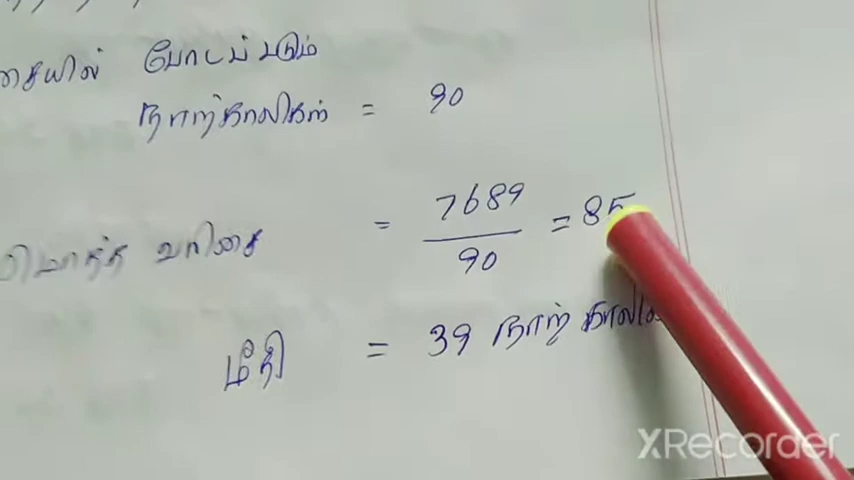 போடப்படும்
நாற்காலிகள் = 90
வரிசை = 7689 / 90 = 85
மீதி = 39 நாற்காலி
XRecorder